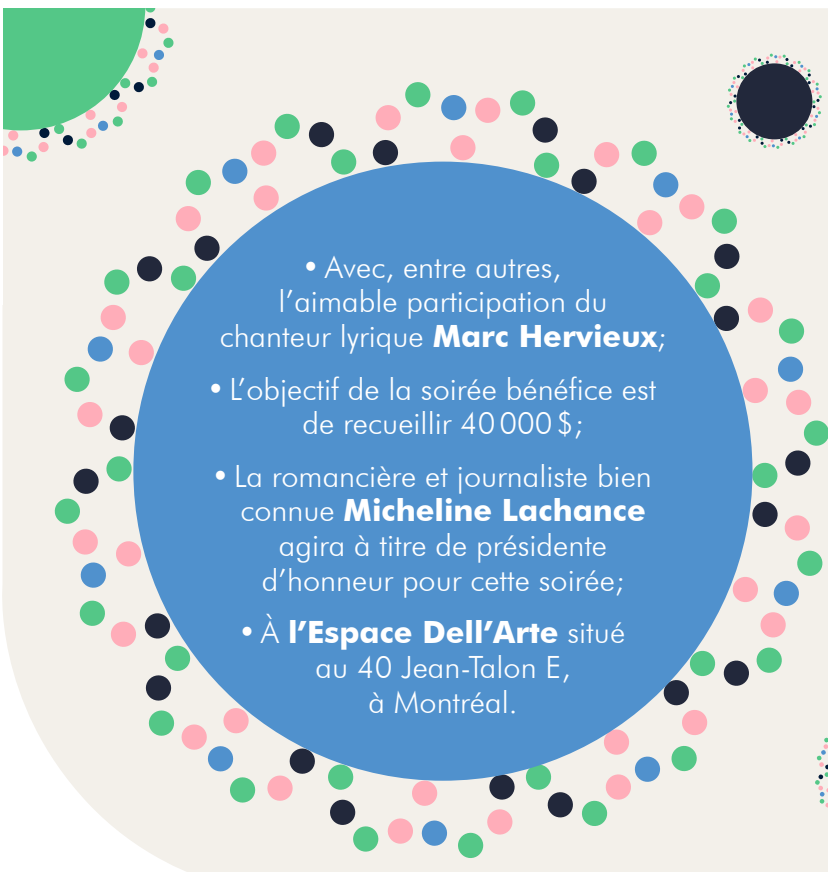 • Avec, entre autres,
l'aimable participation du
chanteur lyrique Marc Hervieux;
• L'objectif de la soirée bénéfice est
de recueillir 40 000 $;
• La romancière et journaliste bien
connue Micheline Lachance
agira à titre de présidente
d'honneur pour cette soirée;
• À l'Espace Dell'Arte situé
au 40 Jean-Talon E,
à Montréal.